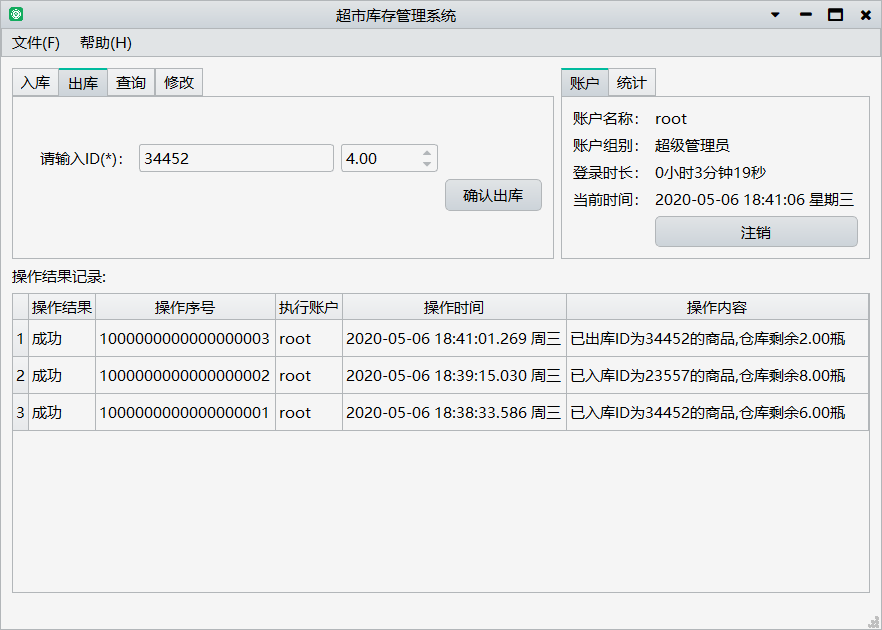 超市库存管理系统
文件(F) 帮助(H)
入库 出库 查询 修改
请输入ID(*): 34452 4.00
确认出库
账户 统计
账户名称: root
账户组别: 超级管理员
登录时长: 0小时3分钟19秒
当前时间: 2020-05-06 18:41:06 星期三
注销
操作结果记录:
操作结果 操作序号 执行账户 操作时间 操作内容
1 成功 1000000000000000003 root 2020-05-06 18:41:01.269 周三 已出库ID为34452的商品,仓库剩余2.00瓶
2 成功 1000000000000000002 root 2020-05-06 18:39:15.030 周三 已入库ID为23557的商品,仓库剩余8.00瓶
3 成功 1000000000000000001 root 2020-05-06 18:38:33.586 周三 已入库ID为34452的商品,仓库剩余6.00瓶